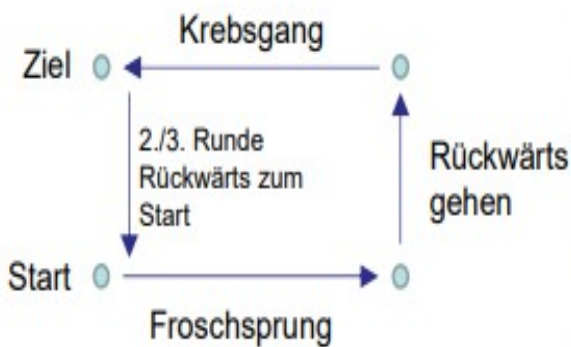 Krebsgang
Ziel
2./3. Runde
Rückwärts zum
Start
Rückwärts
gehen
Start
Froschsprung